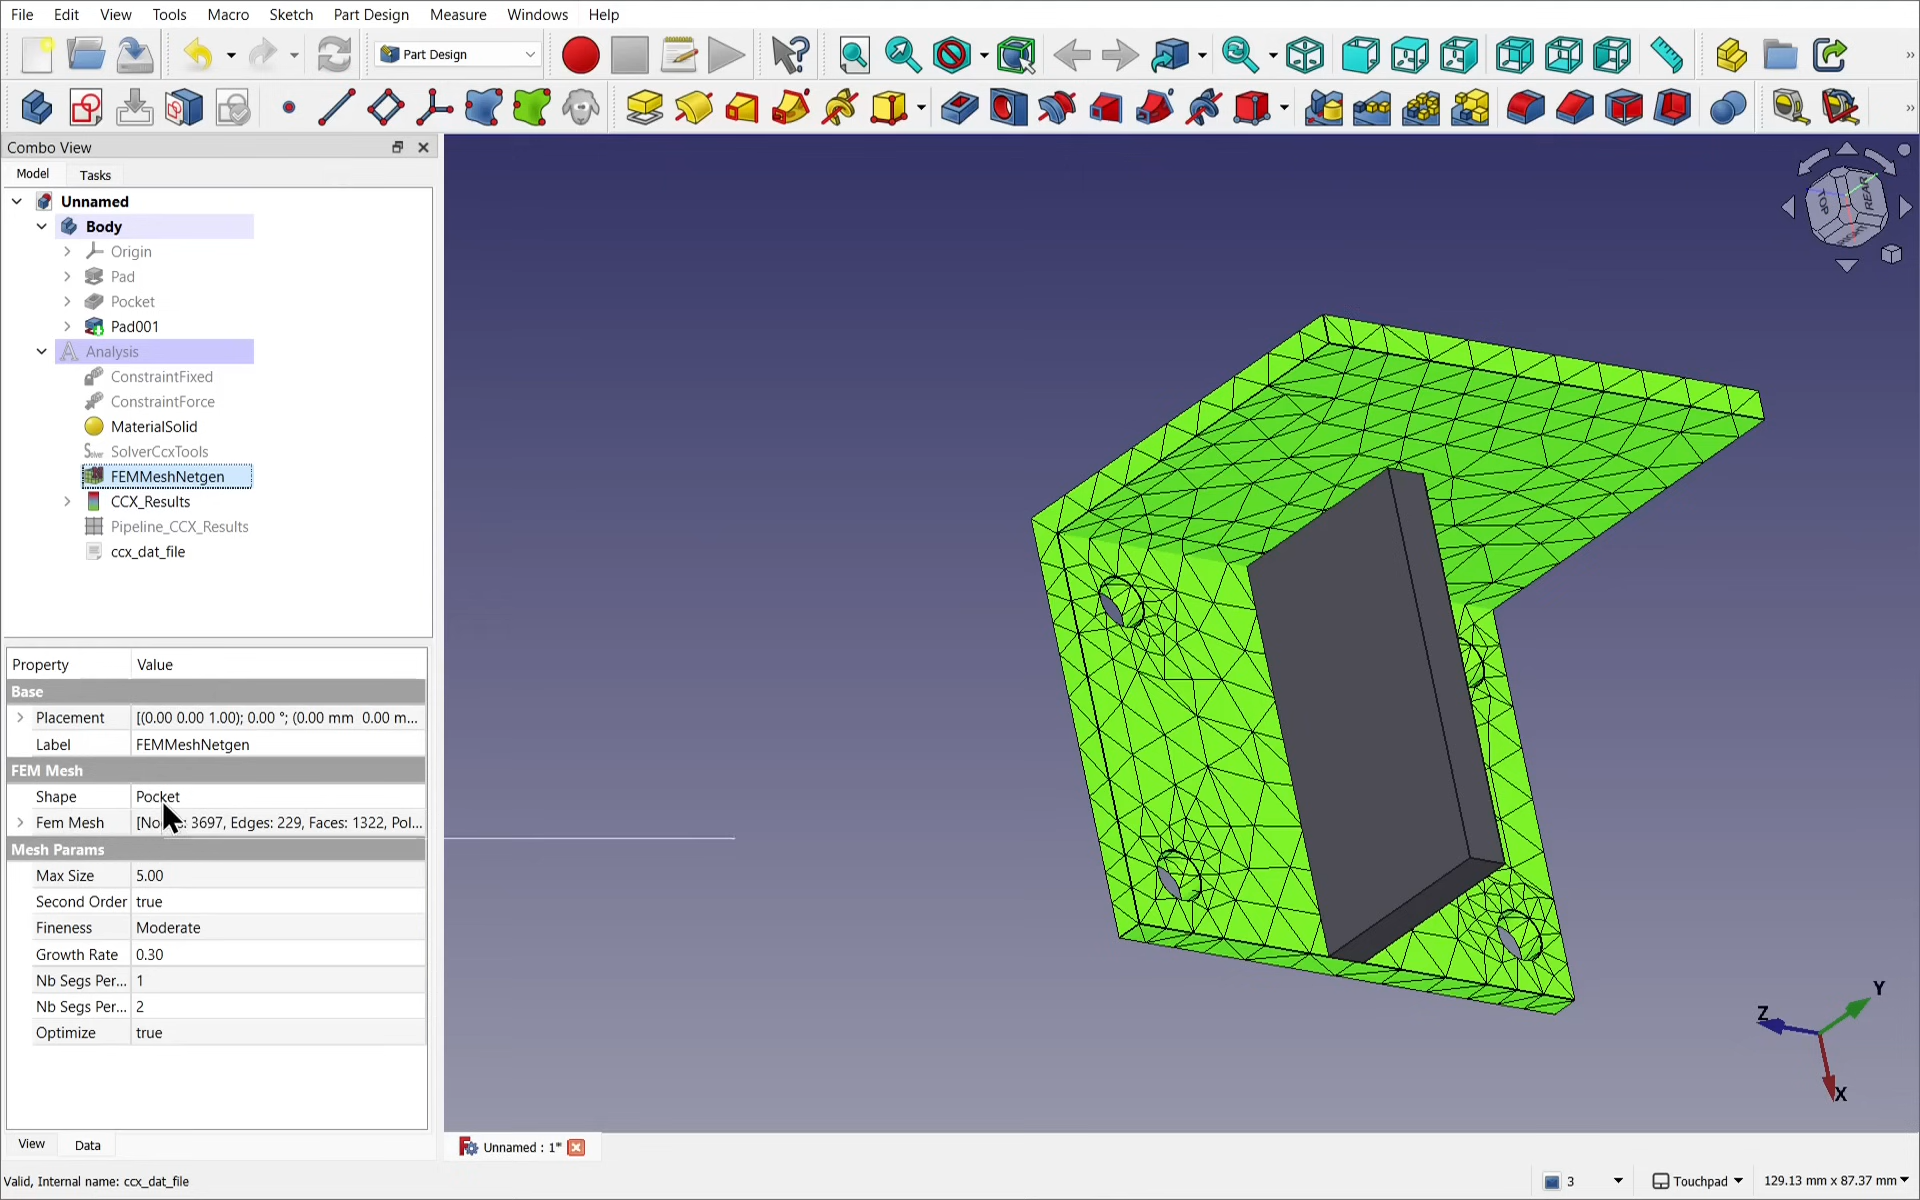 File Edit View Tools Macro Sketch Part Design Measure Windows Help
Part Design
Combo View
Model Tasks
Unnamed
Body
Origin
Pad
Pocket
Pad001
Analysis
ConstraintFixed
ConstraintForce
MaterialSolid
SolverCcxTools
FEMMeshNetgen
CCX_Results
Pipeline_CCX_Results
ccx_dat_file
Property Value
Base
Placement [(0.00 0.00 1.00); 0.00 °; (0.00 mm 0.00 m...
Label FEMMeshNetgen
FEM Mesh
Shape Pocket
Fem Mesh 3697, Edges: 229, Faces: 1322, Pol...
Mesh Params
Max Size 5.00
Second Order true
Fineness Moderate
Growth Rate 0.30
Nb Segs Per... 1
Nb Segs Per... 2
Optimize true
View Data
TOP REAR
Y
Z
X
Unnamed : 1*
Valid, Internal name: ccx_dat_file
3 Touchpad 129.13 mm x 87.37 mm